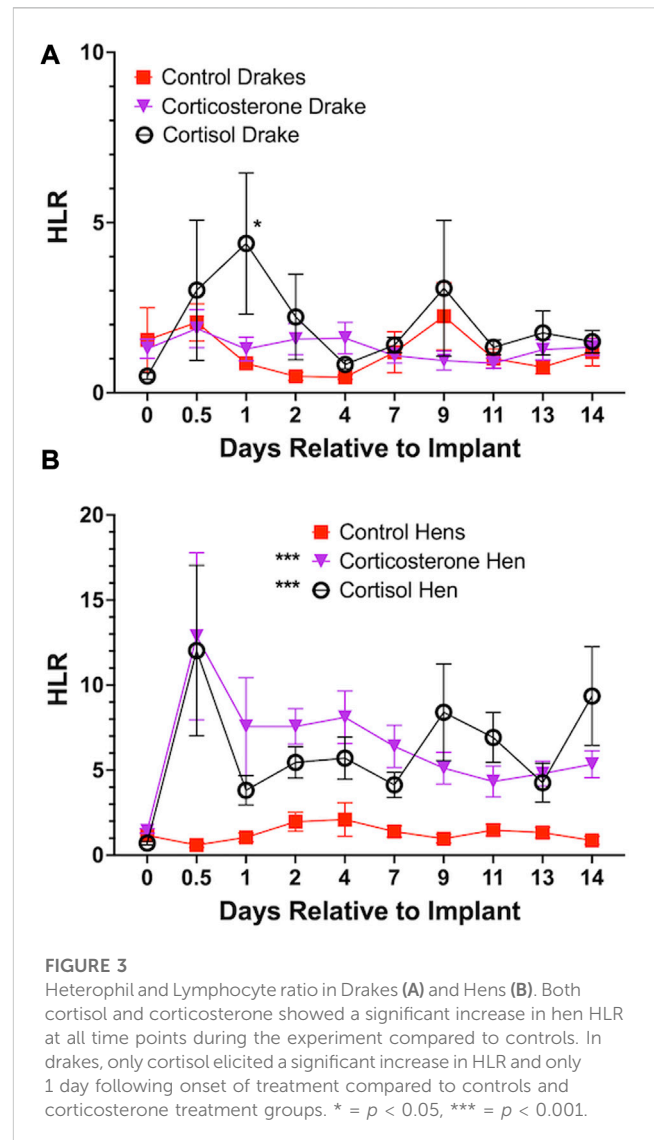 A
10
Control Drakes
Corticosterone Drake
Cortisol Drake
HLR
5
*
0
0 0.5 1 2 4 7 9 11 13 14
Days Relative to Implant
B
20
Control Hens
*** Corticosterone Hen
*** Cortisol Hen
15
HLR
10
5
0
0 0.5 1 2 4 7 9 11 13 14
Days Relative to Implant
FIGURE 3
Heterophil and Lymphocyte ratio in Drakes (A) and Hens (B). Both
cortisol and corticosterone showed a significant increase in hen HLR
at all time points during the experiment compared to controls. In
drakes, only cortisol elicited a significant increase in HLR and only
1 day following onset of treatment compared to controls and
corticosterone treatment groups. * = p < 0.05, *** = p < 0.001.